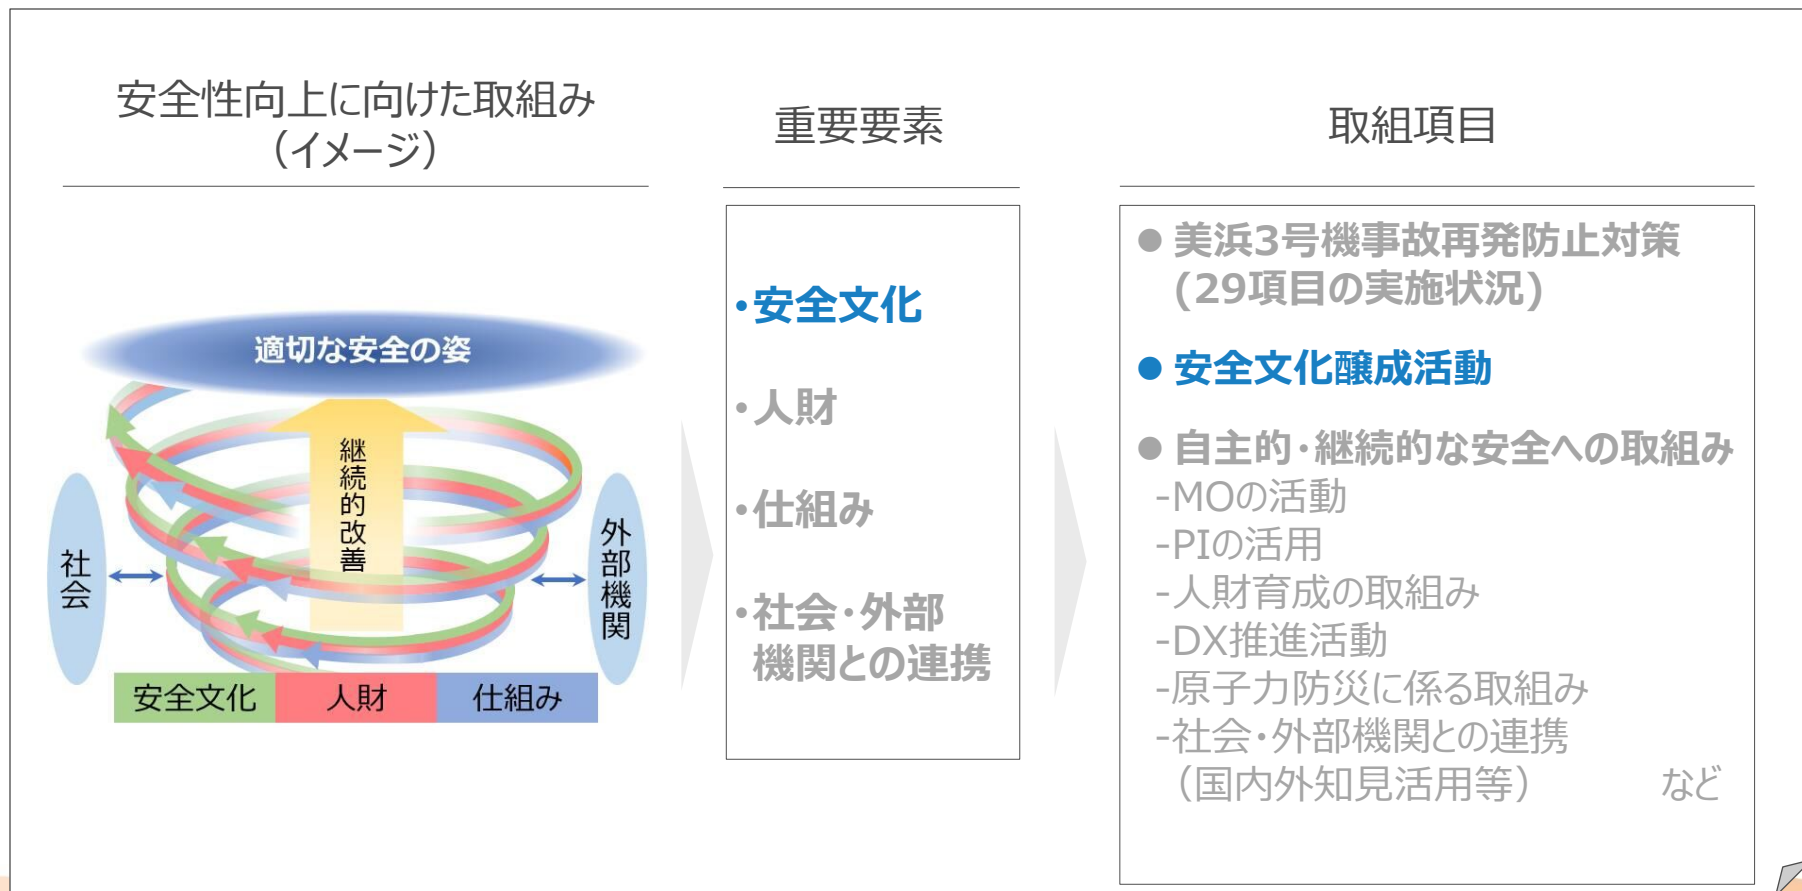 安全性向上に向けた取組み
（イメージ）
適切な安全の姿
継続的改善
社会
外部機関
安全文化
人財
仕組み
重要要素
・安全文化
・人財
・仕組み
・社会・外部
機関との連携
取組項目
● 美浜3号機事故再発防止対策
(29項目の実施状況)
● 安全文化醸成活動
● 自主的・継続的な安全への取組み
-MOの活動
-PIの活用
-人財育成の取組み
-DX推進活動
-原子力防災に係る取組み
-社会・外部機関との連携
（国内外知見活用等） など